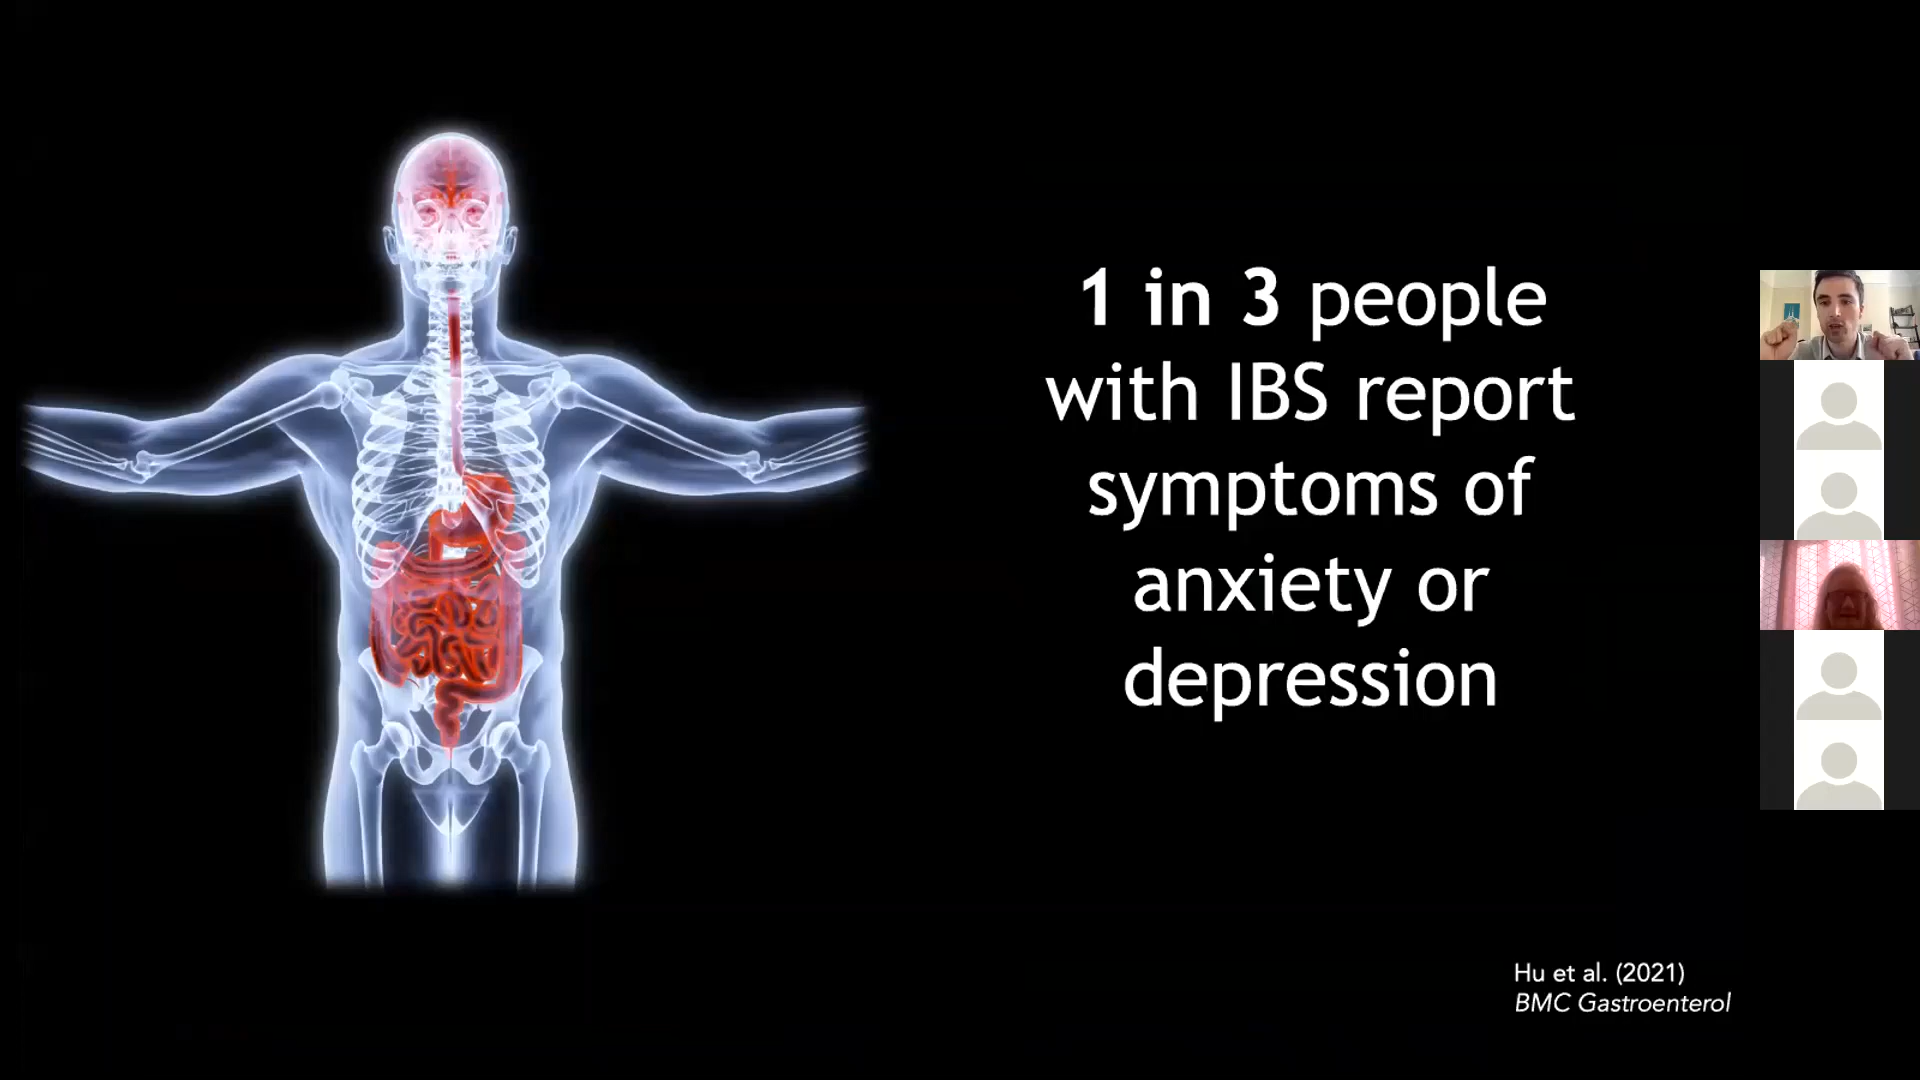 1 in 3 people
with IBS report
symptoms of
anxiety or
depression
Hu et al. (2021)
BMC Gastroenterol